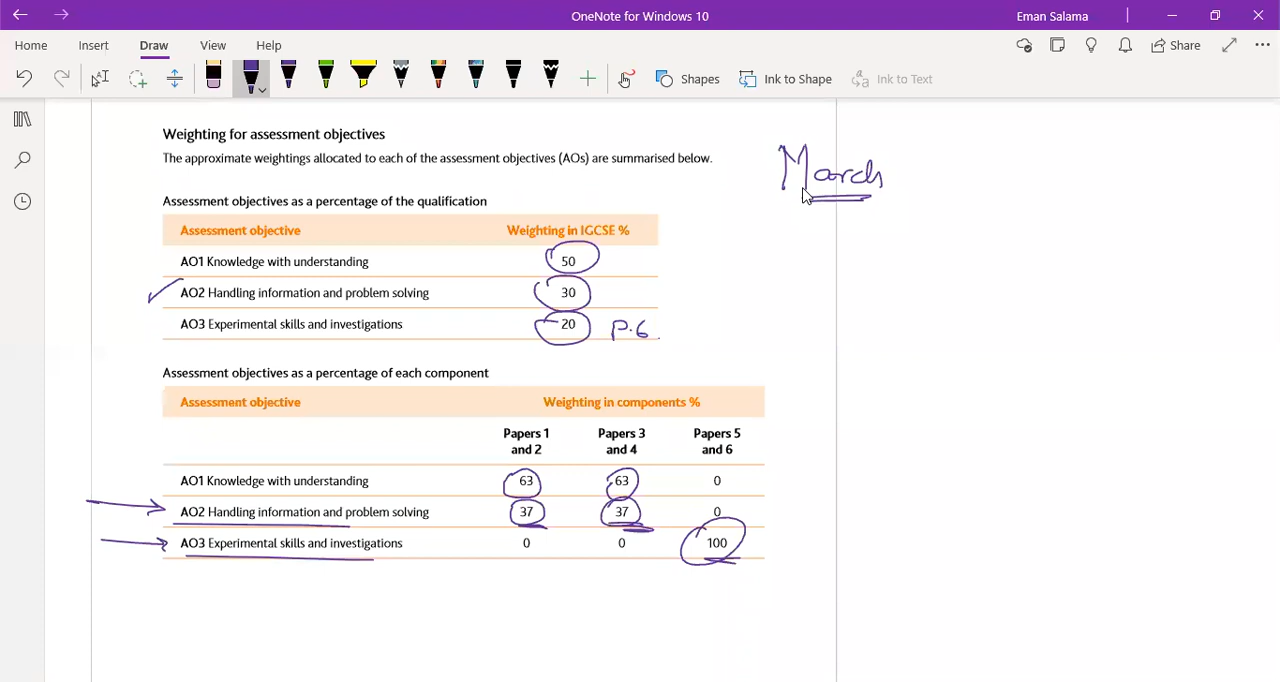 OneNote for Windows 10
Eman Salama
Home Insert Draw View Help
Share
Shapes Ink to Shape Ink to Text
Weighting for assessment objectives
The approximate weightings allocated to each of the assessment objectives (AOs) are summarised below.
March
Assessment objectives as a percentage of the qualification
Assessment objective Weighting in IGCSE %
AO1 Knowledge with understanding 50
AO2 Handling information and problem solving 30
AO3 Experimental skills and investigations 20 P.6
Assessment objectives as a percentage of each component
Assessment objective Weighting in components %
Papers 1 Papers 3 Papers 5
and 2 and 4 and 6
AO1 Knowledge with understanding 63 63 0
AO2 Handling information and problem solving 37 37 0
AO3 Experimental skills and investigations 0 0 100